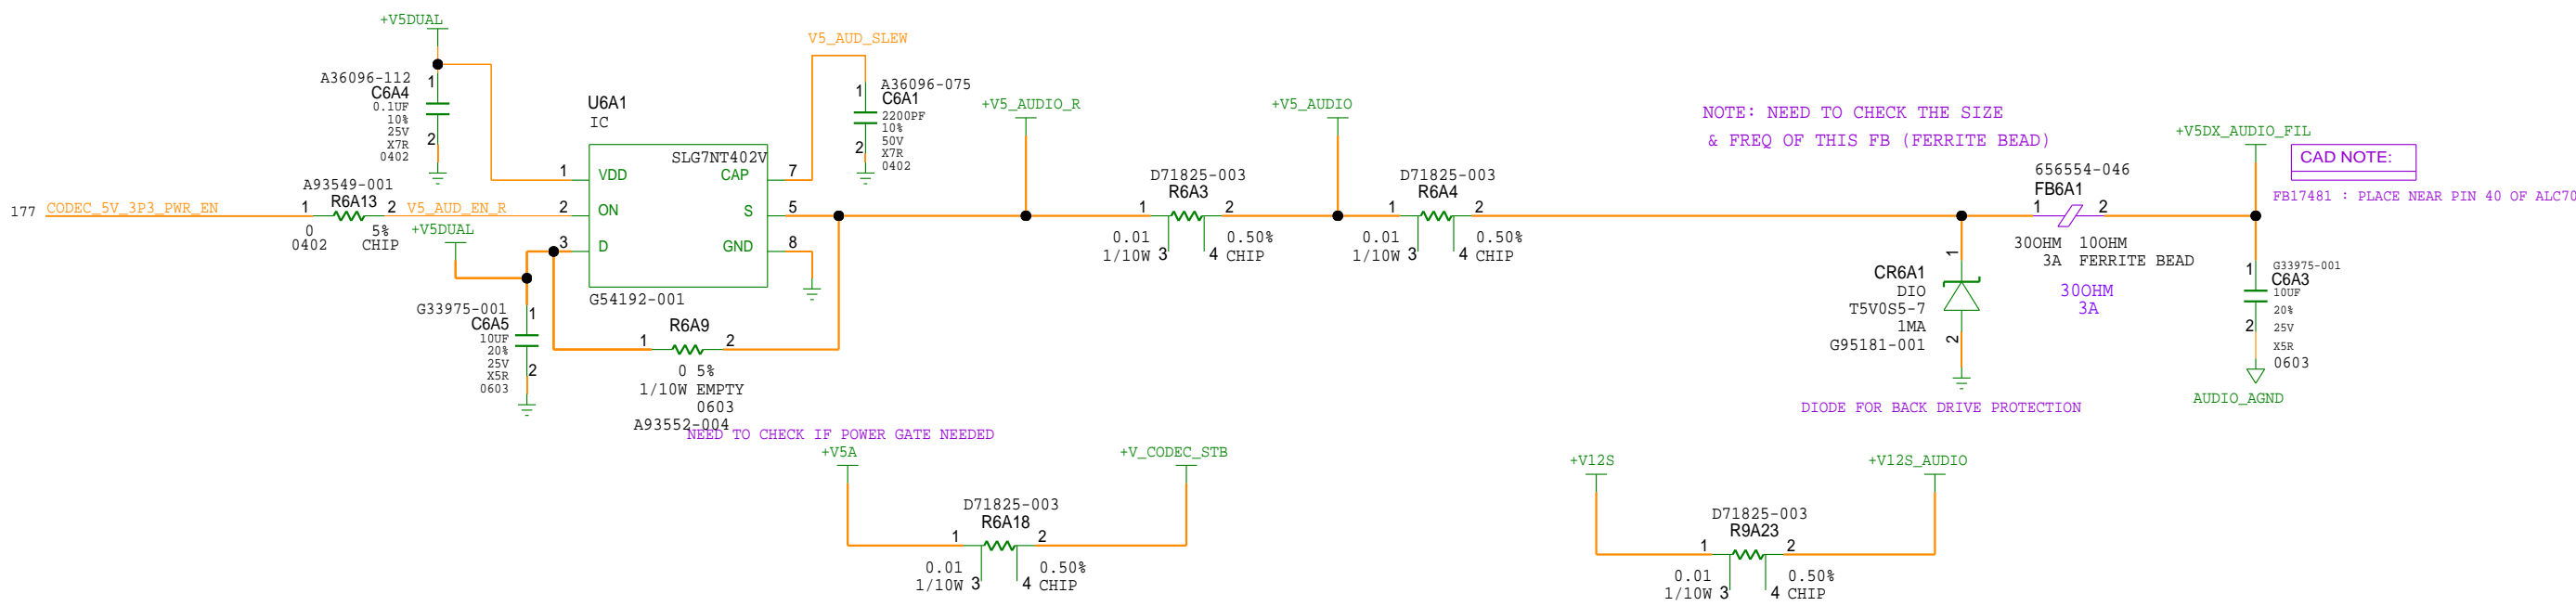 +V5DUAL
A36096-112
1
C6A4
0.1UF
10%
25V
X7R
0402
2
177
CODEC_5V_3P3_PWR_EN
A93549-001
R6A13
1
2
0
0402
5%
CHIP
V5_AUD_EN_R
+V5DUAL
U6A1
IC
SLG7NT402V
1
VDD
CAP
7
2
ON
S
5
3
D
GND
8
G54192-001
V5_AUD_SLEW
A36096-075
1
C6A1
2200PF
10%
50V
X7R
0402
2
G33975-001
1
C6A5
10UF
20%
25V
X5R
0603
2
R6A9
1
2
0 5%
1/10W EMPTY
0603
A93552-004
NEED TO CHECK IF POWER GATE NEEDED
+V5_AUDIO_R
D71825-003
R6A3
1
2
0.01
0.50%
1/10W
3
4
CHIP
+V5_AUDIO
D71825-003
R6A4
1
2
0.01
0.50%
1/10W
3
4
CHIP
NOTE: NEED TO CHECK THE SIZE
& FREQ OF THIS FB (FERRITE BEAD)
CR6A1
DIO
T5V0S5-7
1MA
G95181-001
1
2
DIODE FOR BACK DRIVE PROTECTION
656554-046
FB6A1
1
2
30OHM 10OHM
3A FERRITE BEAD
30OHM
3A
+V5DX_AUDIO_FIL
CAD NOTE:
FB17481 : PLACE NEAR PIN 40 OF ALC70
G33975-001
1
C6A3
10UF
20%
2
25V
X5R
0603
AUDIO_AGND
+V5A
+V_CODEC_STB
D71825-003
R6A18
1
2
0.01
0.50%
1/10W
3
4
CHIP
+V12S
+V12S_AUDIO
D71825-003
R9A23
1
2
0.01
0.50%
1/10W
3
4
CHIP